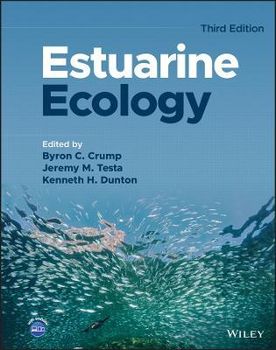 Third Edition
Estuarine
Ecology
Edited by
Byron C. Crump
Jeremy M. Testa
Kenneth H. Dunton
WILEY